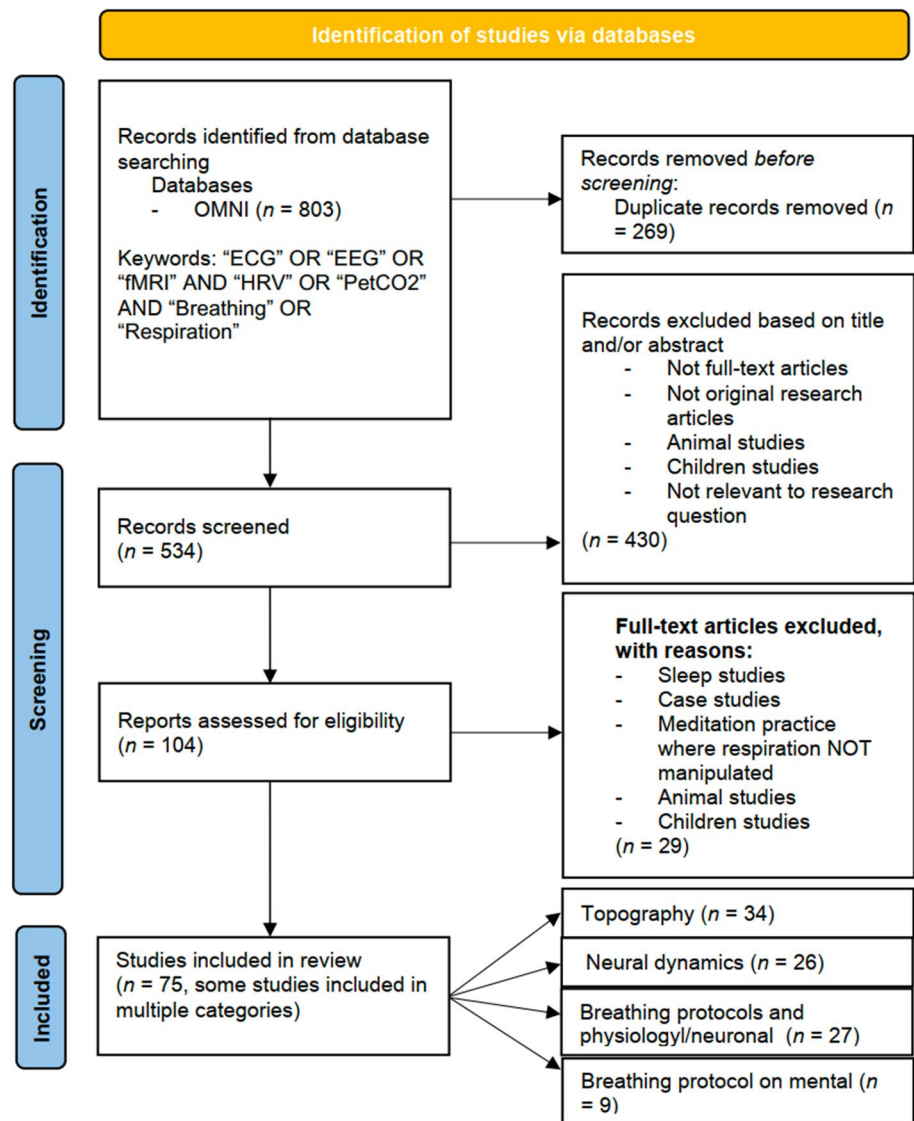 Identification of studies via databases
Identification
Records identified from database
searching
Databases
- OMNI (n = 803)
Keywords: “ECG” OR “EEG” OR
“fMRI” AND “HRV” OR “PetCO2”
AND “Breathing” OR
“Respiration”
Records removed before
screening:
Duplicate records removed (n
= 269)
Screening
Records screened
(n = 534)
Records excluded based on title
and/or abstract
- Not full-text articles
- Not original research
articles
- Animal studies
- Children studies
- Not relevant to research
question
(n = 430)
Reports assessed for eligibility
(n = 104)
Full-text articles excluded,
with reasons:
- Sleep studies
- Case studies
- Meditation practice
where respiration NOT
manipulated
- Animal studies
- Children studies
(n = 29)
Included
Studies included in review
(n = 75, some studies included in
multiple categories)
Topography (n = 34)
Neural dynamics (n = 26)
Breathing protocols and
physiologyl/neuronal (n = 27)
Breathing protocol on mental (n
= 9)